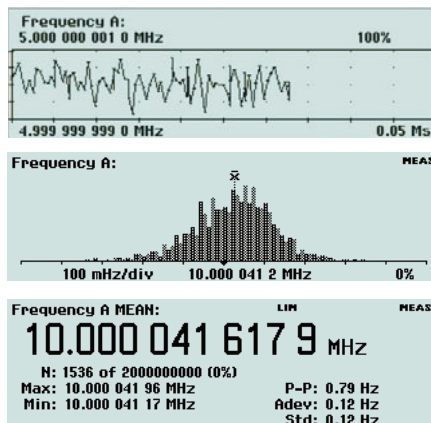 Frequency A:
5.000 000 001 0 MHz 100%
4.999 999 999 0 MHz 0.05 Ms
Frequency A: MEAS
x̄
100 mHz/div 10.000 041 2 MHz 0%
Frequency A MEAN: LIM MEAS
10.000 041 617 9 MHz
N: 1536 of 2000000000 (0%)
Max: 10.000 041 96 MHz P-P: 0.79 Hz
Min: 10.000 041 17 MHz Adev: 0.12 Hz
Std: 0.12 Hz